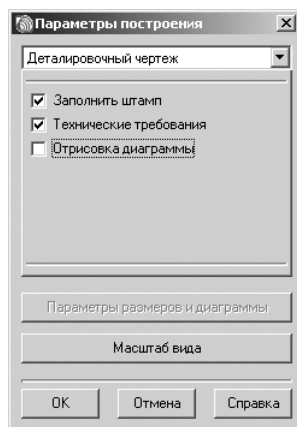 Параметры построения
Деталировочный чертеж
Заполнить штамп
Технические требования
Отрисовка диаграммы
Параметры размеров и диаграммы
Масштаб вида
OK
Отмена
Справка